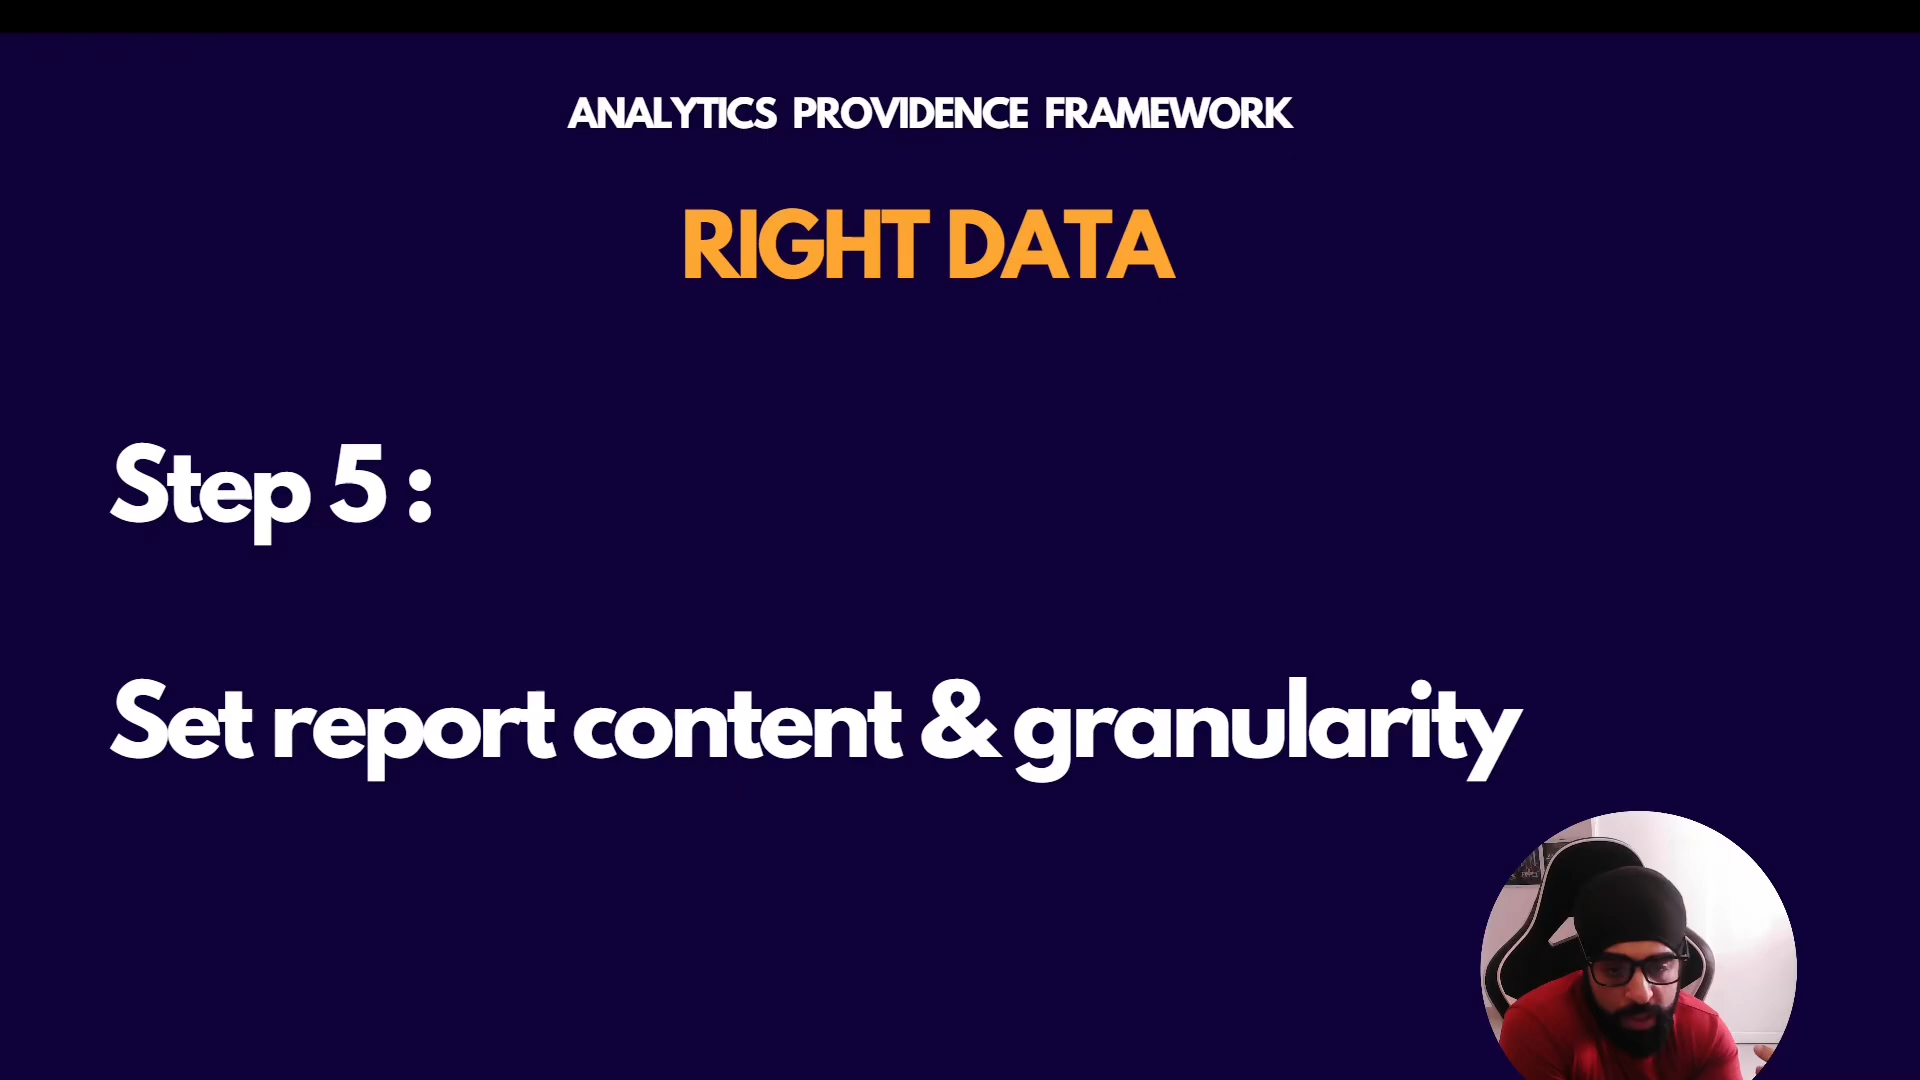 ANALYTICS PROVIDENCE FRAMEWORK
RIGHT DATA
Step 5 :
Set report content & granularity